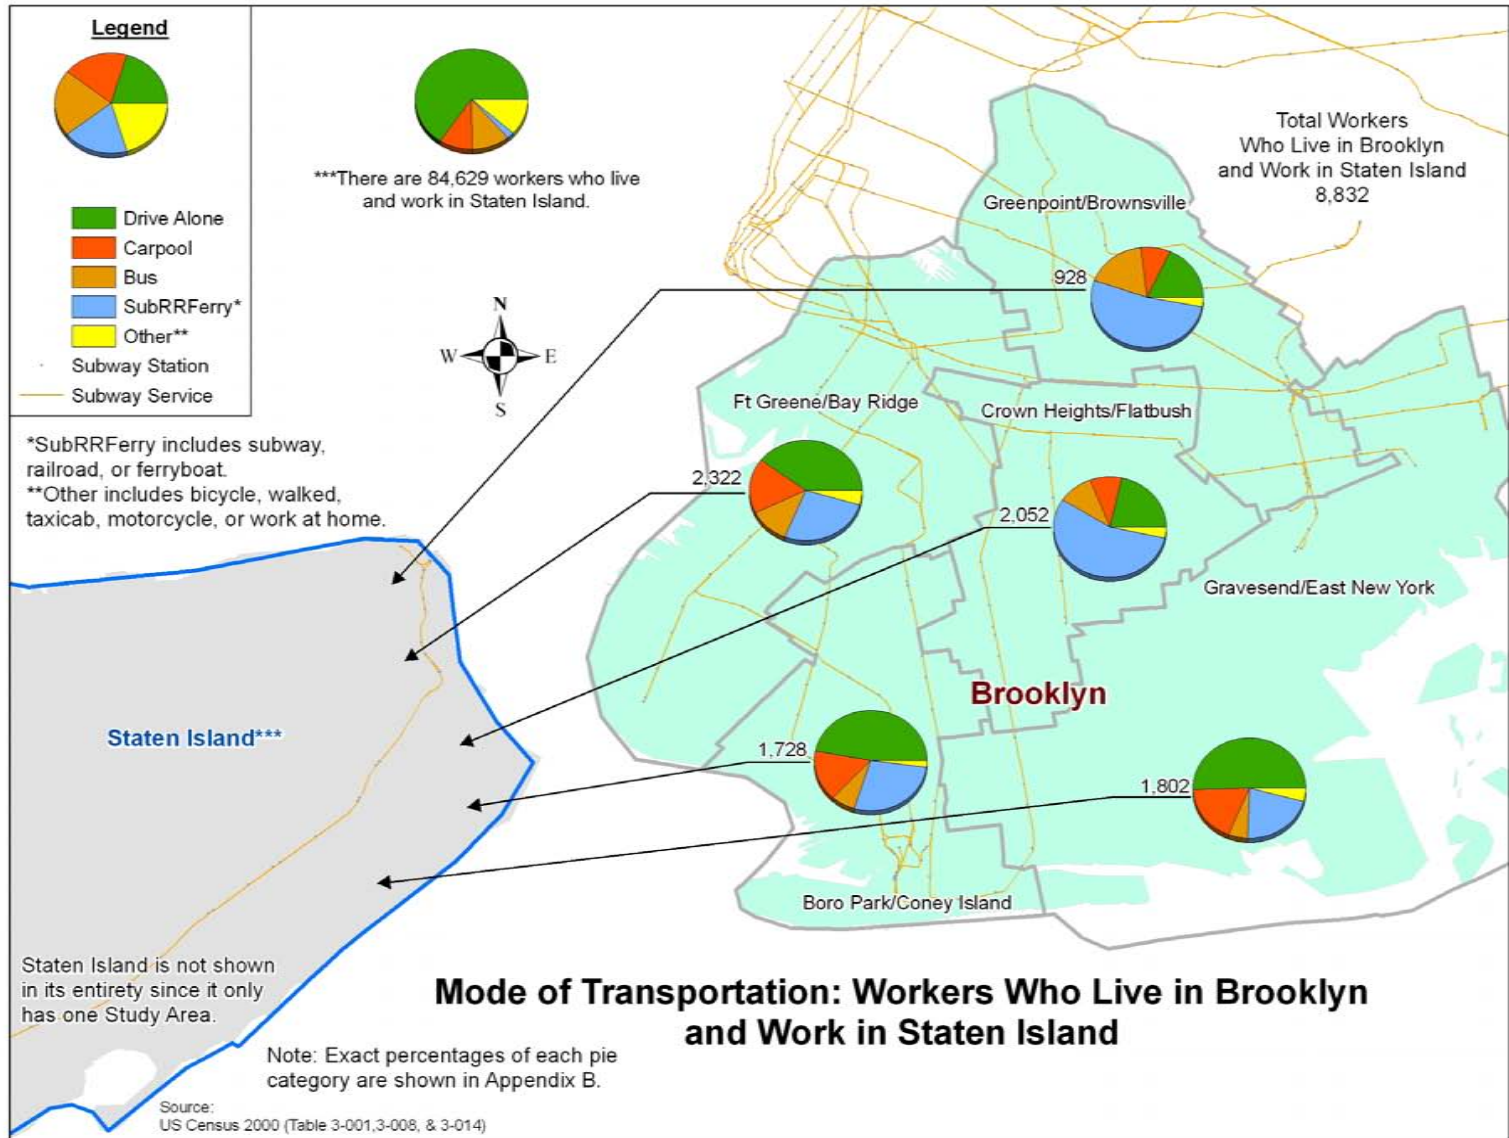 Legend
Drive Alone
Carpool
Bus
SubRRFerry*
Other**
Subway Station
Subway Service
***There are 84,629 workers who live
and work in Staten Island.
Total Workers
Who Live in Brooklyn
and Work in Staten Island
8,832
Greenpoint/Brownsville
928
N
W
E
S
Ft Greene/Bay Ridge
Crown Heights/Flatbush
*SubRRFerry includes subway,
railroad, or ferryboat.
**Other includes bicycle, walked,
taxicab, motorcycle, or work at home.
2,322
2,052
Gravesend/East New York
Brooklyn
Staten Island***
1,728
1,802
Boro Park/Coney Island
Staten Island is not shown
in its entirety since it only
has one Study Area.
Mode of Transportation: Workers Who Live in Brooklyn
and Work in Staten Island
Note: Exact percentages of each pie
category are shown in Appendix B.
Source:
US Census 2000 (Table 3-001,3-008, & 3-014)